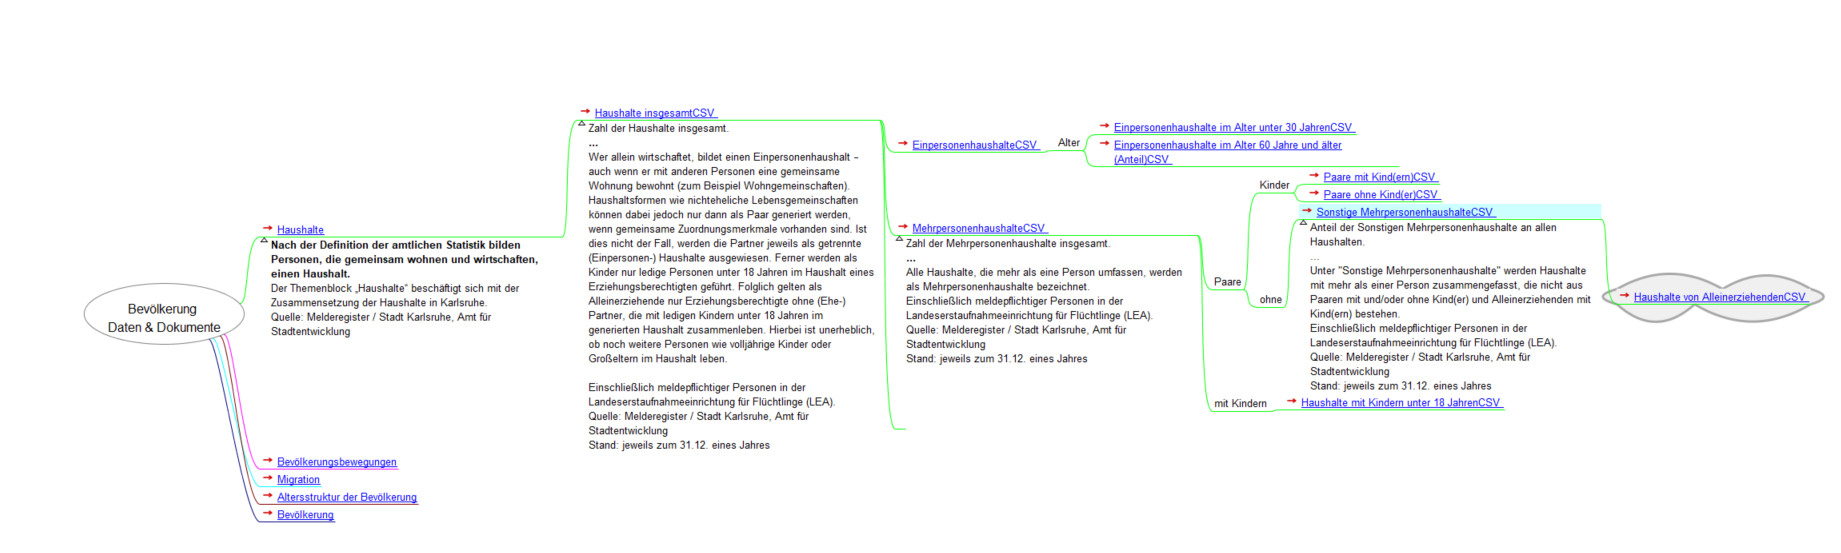 Bevölkerung
Daten & Dokumente
Haushalte
Nach der Definition der amtlichen Statistik bilden
Personen, die gemeinsam wohnen und wirtschaften,
einen Haushalt.
Der Themenblock „Haushalte“ beschäftigt sich mit der
Zusammensetzung der Haushalte in Karlsruhe.
Quelle: Melderegister / Stadt Karlsruhe, Amt für
Stadtentwicklung
Haushalte insgesamtCSV
Zahl der Haushalte insgesamt.
...
Wer allein wirtschaftet, bildet einen Einpersonenhaushalt –
auch wenn er mit anderen Personen eine gemeinsame
Wohnung bewohnt (zum Beispiel Wohngemeinschaften).
Haushaltsformen wie nichteheliche Lebensgemeinschaften
können dabei jedoch nur dann als Paar generiert werden,
wenn gemeinsame Zuordnungsmerkmale vorhanden sind. Ist
dies nicht der Fall, werden die Partner jeweils als getrennte
(Einpersonen-) Haushalte ausgewiesen. Ferner werden als
Kinder nur ledige Personen unter 18 Jahren im Haushalt eines
Erziehungsberechtigten geführt. Folglich gelten als
Alleinerziehende nur Erziehungsberechtigte ohne (Ehe-)
Partner, die mit ledigen Kindern unter 18 Jahren im
generierten Haushalt zusammenleben. Hierbei ist unerheblich,
ob noch weitere Personen wie volljährige Kinder oder
Großeltern im Haushalt leben.
Einschließlich meldepflichtiger Personen in der
Landeserstaufnahmeeinrichtung für Flüchtlinge (LEA).
Quelle: Melderegister / Stadt Karlsruhe, Amt für
Stadtentwicklung
Stand: jeweils zum 31.12. eines Jahres
EinpersonenhaushalteCSV
Alter
Einpersonenhaushalte im Alter unter 30 JahrenCSV
Einpersonenhaushalte im Alter 60 Jahre und älter
(Anteil)CSV
MehrpersonenhaushalteCSV
Zahl der Mehrpersonenhaushalte insgesamt.
...
Alle Haushalte, die mehr als eine Person umfassen, werden
als Mehrpersonenhaushalte bezeichnet.
Einschließlich meldepflichtiger Personen in der
Landeserstaufnahmeeinrichtung für Flüchtlinge (LEA).
Quelle: Melderegister / Stadt Karlsruhe, Amt für
Stadtentwicklung
Stand: jeweils zum 31.12. eines Jahres
Paare
Kinder
Paare mit Kind(ern)CSV
Paare ohne Kind(er)CSV
ohne
Sonstige MehrpersonenhaushalteCSV
Anteil der Sonstigen Mehrpersonenhaushalte an allen
Haushalten.
...
Unter "Sonstige Mehrpersonenhaushalte" werden Haushalte
mit mehr als einer Person zusammengefasst, die nicht aus
Paaren mit und/oder ohne Kind(er) und Alleinerziehenden mit
Kind(ern) bestehen.
Einschließlich meldepflichtiger Personen in der
Landeserstaufnahmeeinrichtung für Flüchtlinge (LEA).
Quelle: Melderegister / Stadt Karlsruhe, Amt für
Stadtentwicklung
Stand: jeweils zum 31.12. eines Jahres
Haushalte von AlleinerziehendenCSV
mit Kindern
Haushalte mit Kindern unter 18 JahrenCSV
Bevölkerungsbewegungen
Migration
Altersstruktur der Bevölkerung
Bevölkerung